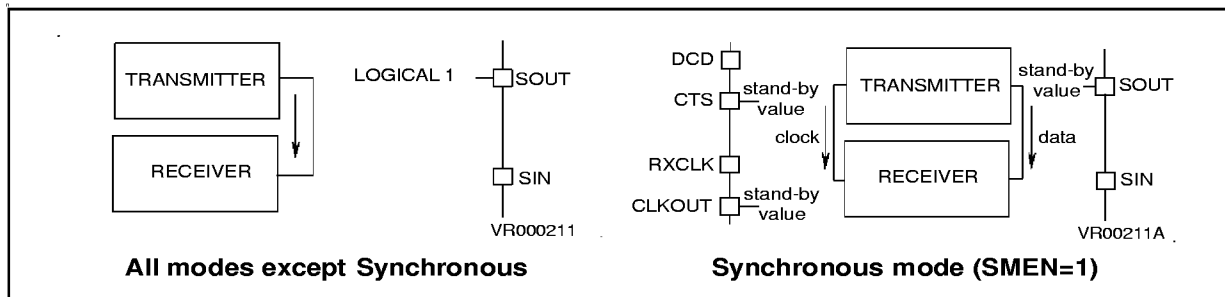 TRANSMITTER
RECEIVER
LOGICAL 1
SOUT
SIN
VR000211
All modes except Synchronous
DCD
CTS
stand-by
value
clock
RXCLK
CLKOUT
stand-by
value
TRANSMITTER
RECEIVER
data
stand-by
value
SOUT
SIN
VR00211A
Synchronous mode (SMEN=1)